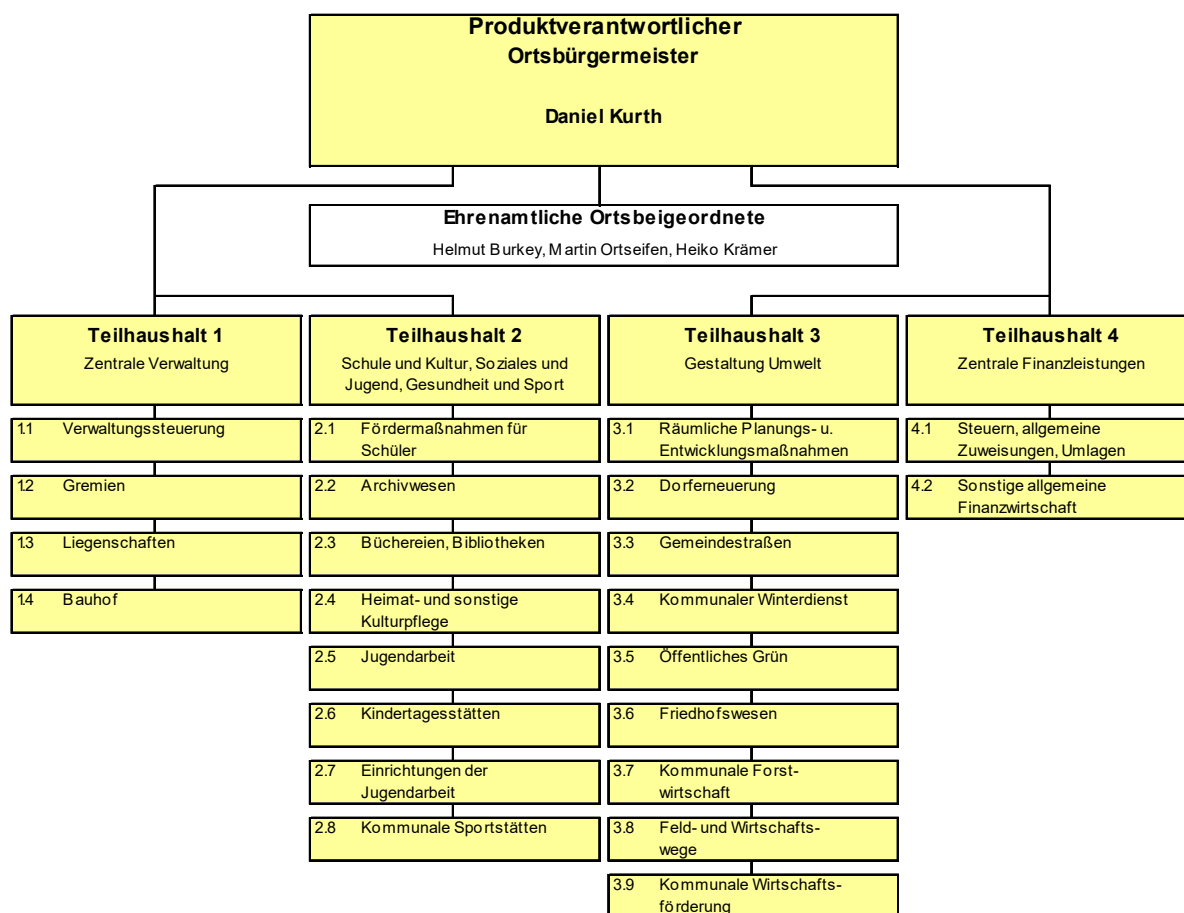 Produktverantwortlicher
Ortsbürgermeister
Daniel Kurth
Ehrenamtliche Ortsbeigeordnete
Helmut Burkey, Martin Ortseifen, Heiko Krämer
Teilhaushalt 1
Zentrale Verwaltung
1.1 Verwaltungssteuerung
1.2 Gremien
1.3 Liegenschaften
1.4 Bauhof
Teilhaushalt 2
Schule und Kultur, Soziales und
Jugend, Gesundheit und Sport
2.1 Fördermaßnahmen für
Schüler
2.2 Archivwesen
2.3 Büchereien, Bibliotheken
2.4 Heimat- und sonstige
Kulturpflege
2.5 Jugendarbeit
2.6 Kindertagesstätten
2.7 Einrichtungen der
Jugendarbeit
2.8 Kommunale Sportstätten
Teilhaushalt 3
Gestaltung Umwelt
3.1 Räumliche Planungs- u.
Entwicklungsmaßnahmen
3.2 Dorferneuerung
3.3 Gemeindestraßen
3.4 Kommunaler Winterdienst
3.5 Öffentliches Grün
3.6 Friedhofswesen
3.7 Kommunale Forst-
wirtschaft
3.8 Feld- und Wirtschafts-
wege
3.9 Kommunale Wirtschafts-
förderung
Teilhaushalt 4
Zentrale Finanzleistungen
4.1 Steuern, allgemeine
Zuweisungen, Umlagen
4.2 Sonstige allgemeine
Finanzwirtschaft